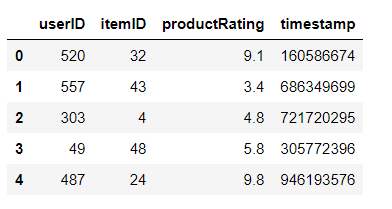 userID itemID productRating timestamp
0 520 32 9.1 160586674
1 557 43 3.4 686349699
2 303 4 4.8 721720295
3 49 48 5.8 305772396
4 487 24 9.8 946193576